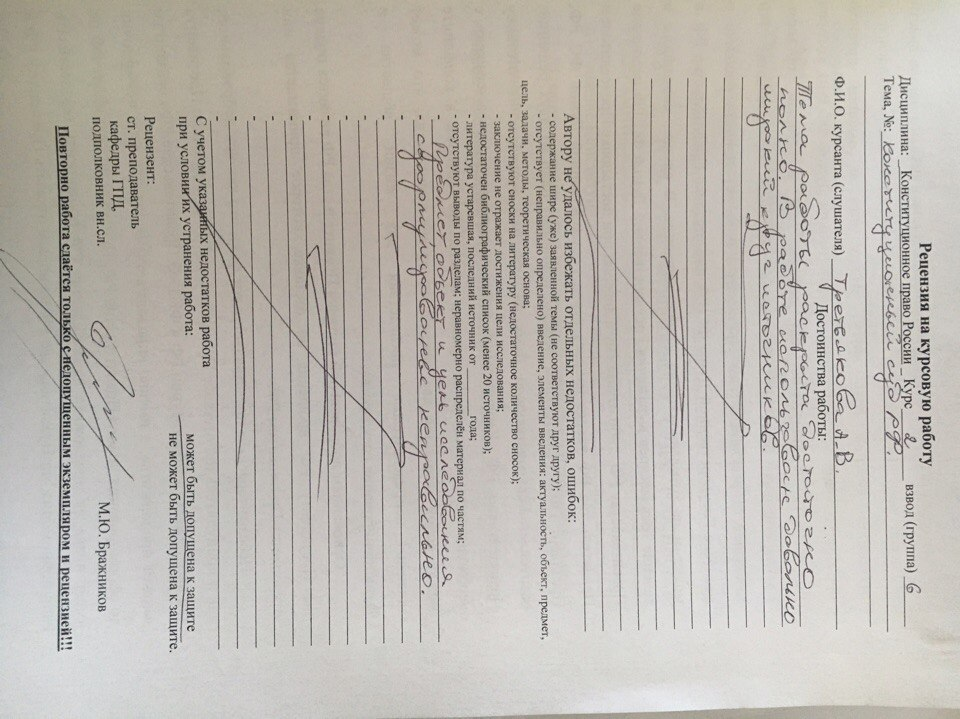 Рецензия на курсовую работу
Дисциплина: Конституционное право России Курс 2 взвод (группа) 6
Тема, №: Конституционный суд РФ.
Ф.И.О. курсанта (слушателя) Третьякова А.В.
Достоинства работы:
Тема работы раскрыта достаточно
полно. В работе использован довольно
широкий круг источников.
Автору не удалось избежать отдельных недостатков, ошибок:
- содержание шире (уже) заявленной темы (не соответствуют друг другу);
- отсутствует (неправильно определено) введение, элементы введения: актуальность, объект, предмет,
цель, задачи, методы, теоретическая основа;
- отсутствуют сноски на литературу (недостаточное количество сносок);
- заключение не отражает достижения цели исследования;
- недостаточен библиографический список (менее 20 источников);
- литература устаревшая, последний источник от ______ года;
- отсутствуют выводы по разделам; неравномерно распределён материал по частям;
- Предмет объект и цель исследования
- сформулированы неправильно.
-
-
-
-
-
-
-
-
-
С учетом указанных недостатков работа
при условии их устранения работа:
может быть допущена к защите
не может быть допущена к защите.
Рецензент:
ст. преподаватель
кафедры ГПД,
подполковник вн.сл.
М.Ю. Бражников
Повторно работа сдаётся только с недопущенным экземпляром и рецензией!!!